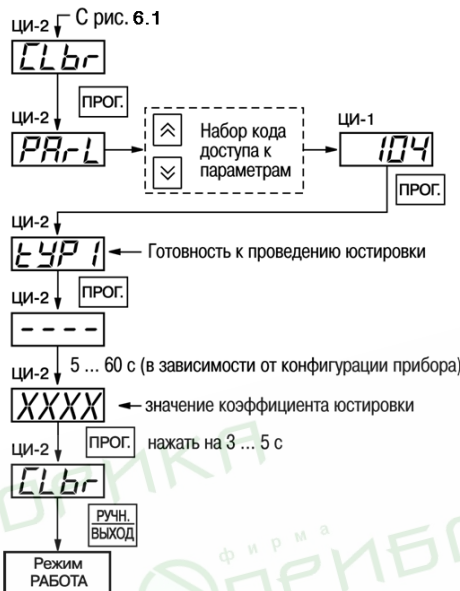 С рис. 6.1
ЦИ-2
CLbr
ПРОГ.
ЦИ-2
PArL
Набор кода
доступа к
параметрам
ЦИ-1
104
ПРОГ.
ЦИ-2
tYP1
Готовность к проведению юстировки
ПРОГ.
ЦИ-2
- - - -
5 ... 60 с (в зависимости от конфигурации прибора)
ЦИ-2
XXXX
значение коэффициента юстировки
ПРОГ.
нажать на 3 ... 5 с
ЦИ-2
CLbr
РУЧН.
ВЫХОД
фирма
Режим
РАБОТА